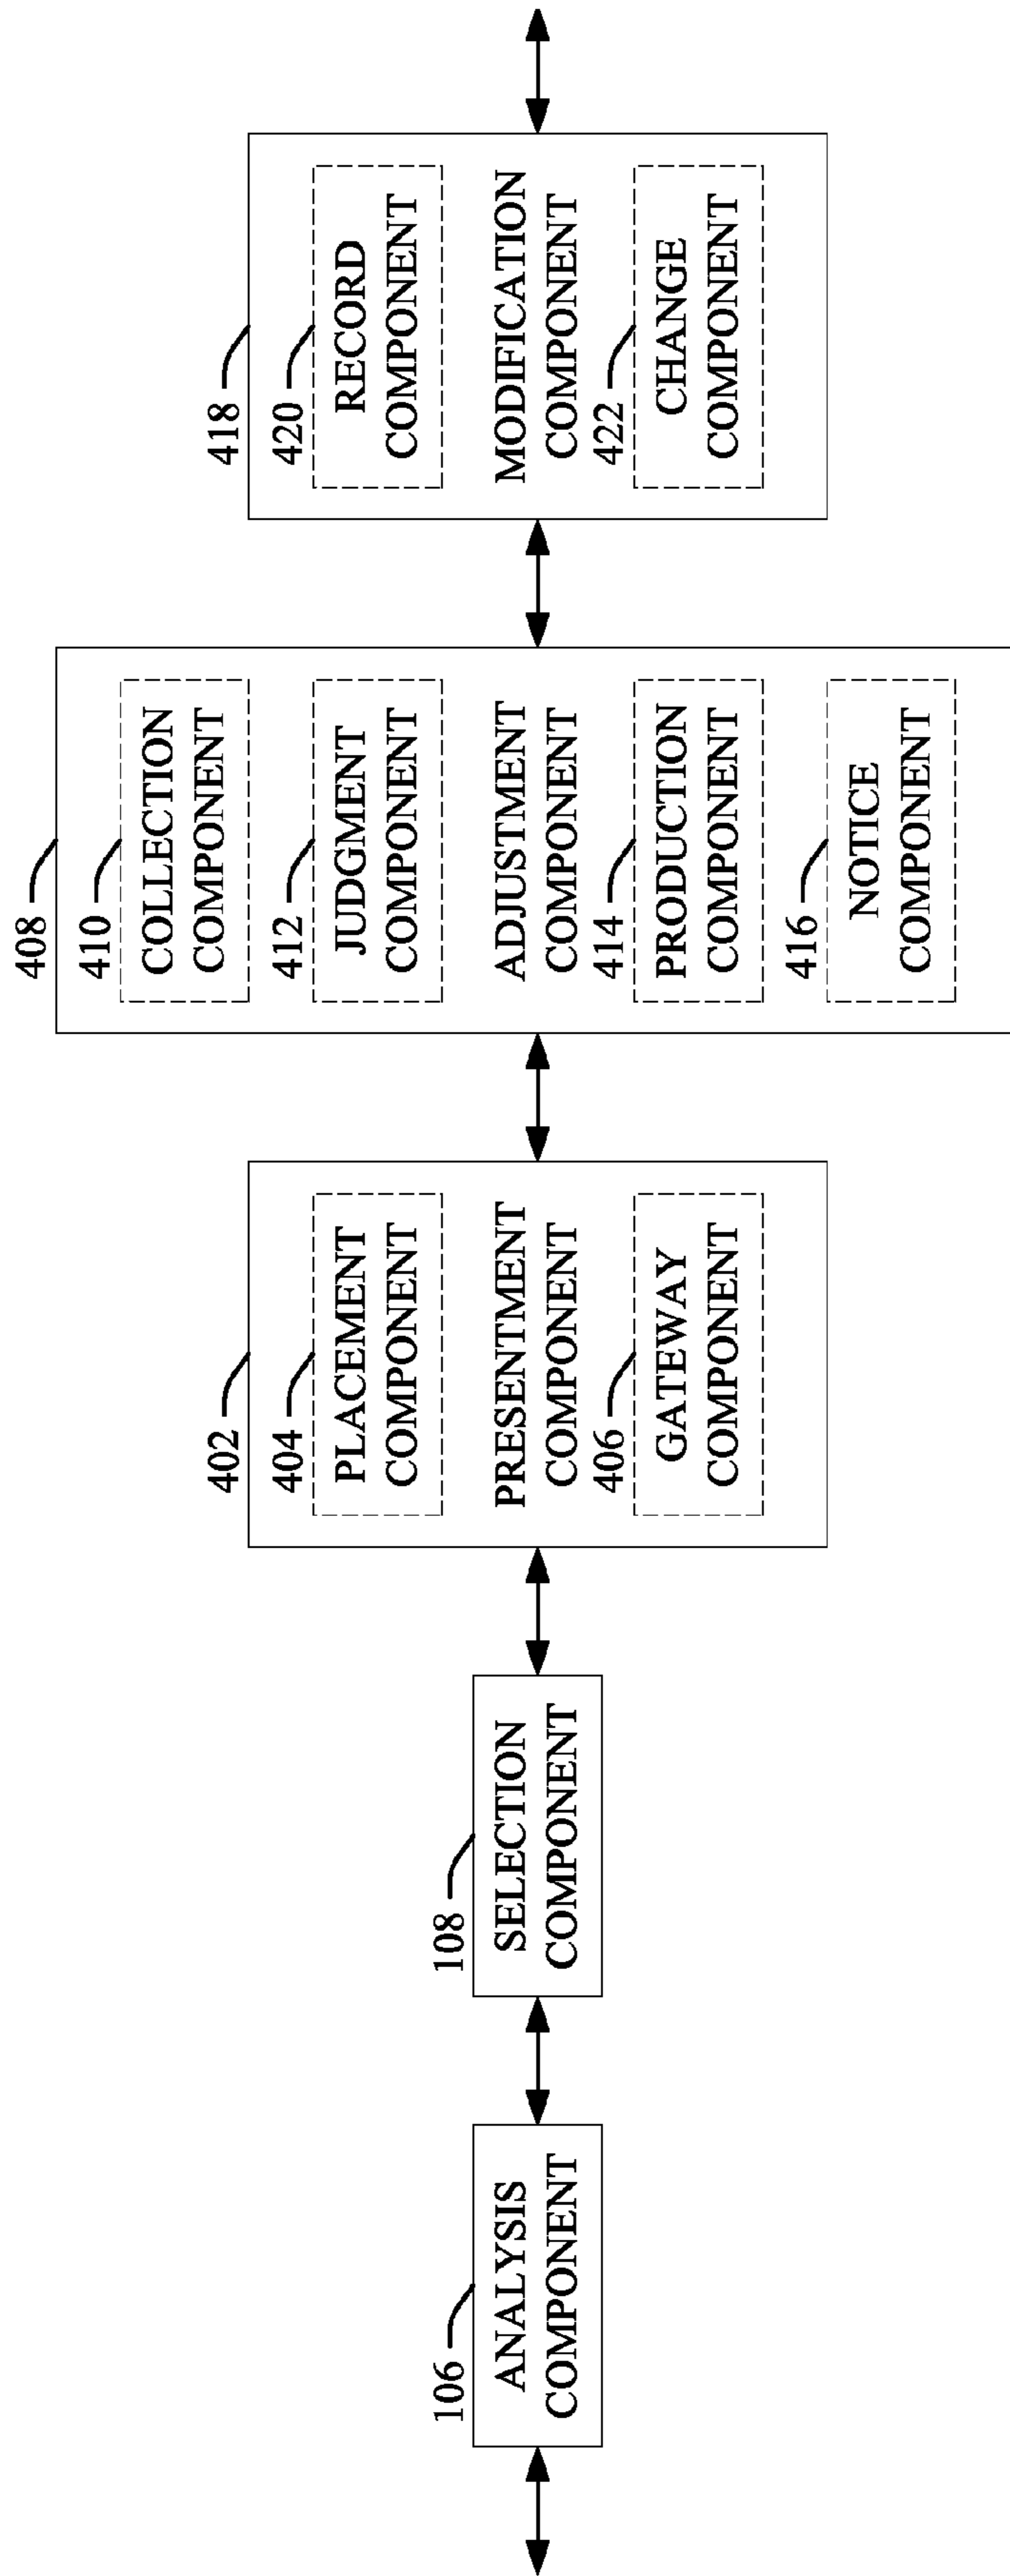 106
ANALYSIS
COMPONENT
108
SELECTION
COMPONENT
402
404
PLACEMENT
COMPONENT
PRESENTMENT
COMPONENT
406
GATEWAY
COMPONENT
408
410
COLLECTION
COMPONENT
412
JUDGMENT
COMPONENT
ADJUSTMENT
COMPONENT
414
PRODUCTION
COMPONENT
416
NOTICE
COMPONENT
418
420
RECORD
COMPONENT
MODIFICATION
COMPONENT
422
CHANGE
COMPONENT